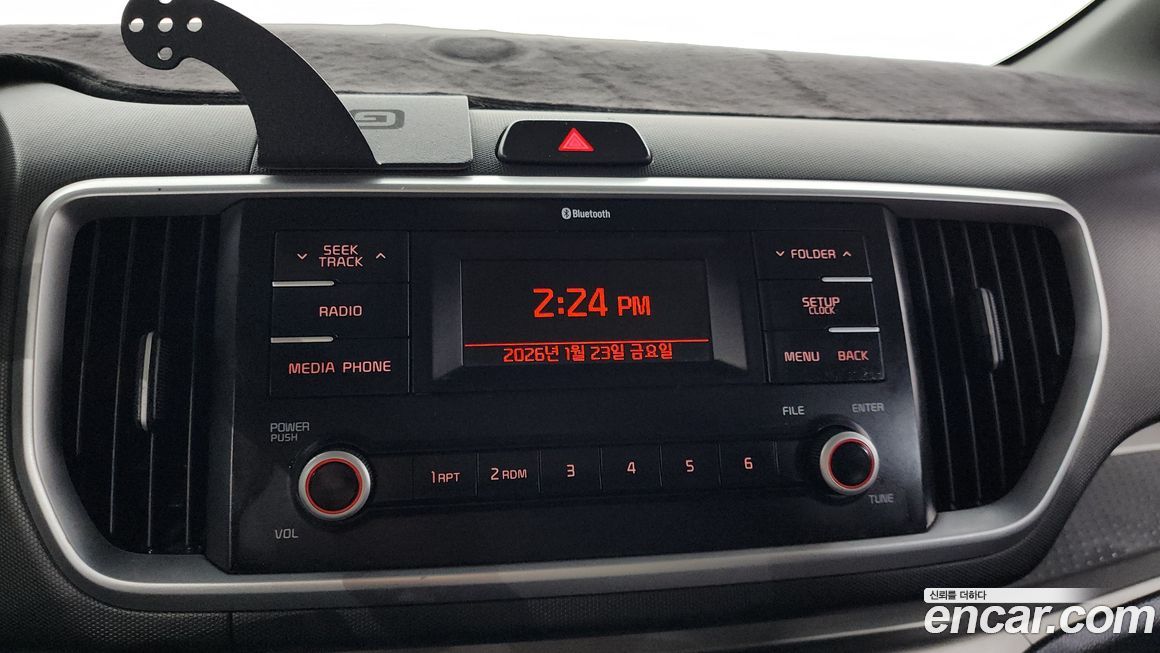 G
Bluetooth
SEEK
TRACK
FOLDER
2:24 PM
RADIO
SETUP
CLOCK
2026년 1월 23일 금요일
MEDIA PHONE
MENU BACK
FILE
ENTER
POWER
PUSH
1 RPT
2 RDM
3
4
5
6
VOL
TUNE
신뢰를 더하다
encar.com